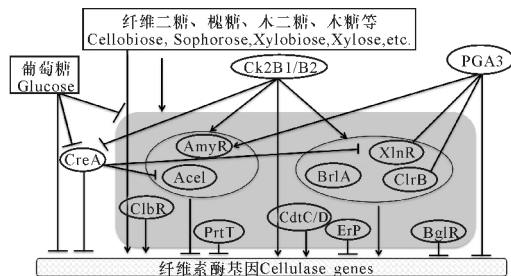 纤维二糖、槐糖、木二糖、木糖等
Cellobiose, Sophorose,Xylobiose,Xylose,etc.
葡萄糖
Glucose
Ck2B1/B2
PGA3
CreA
AmyR
AceI
XlnR
BrlA
ClrB
ClbR
PrtT
CdtC/D
ErP
BglR
纤维素酶基因Cellulase genes